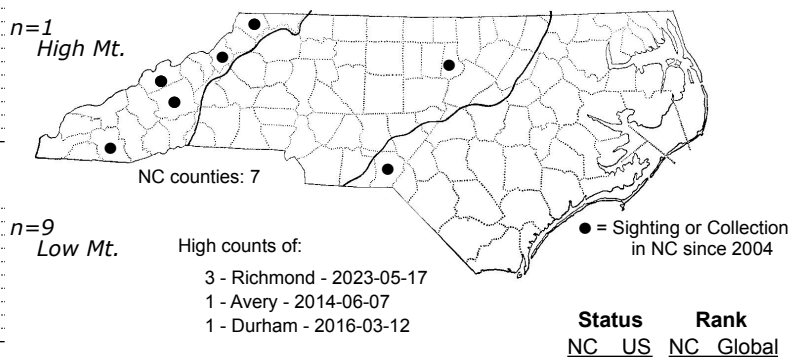 n=1
High Mt.
NC counties: 7
n=9
Low Mt.
High counts of:
3 - Richmond - 2023-05-17
1 - Avery - 2014-06-07
1 - Durham - 2016-03-12
● = Sighting or Collection
in NC since 2004
Status Rank
NC US NC Global